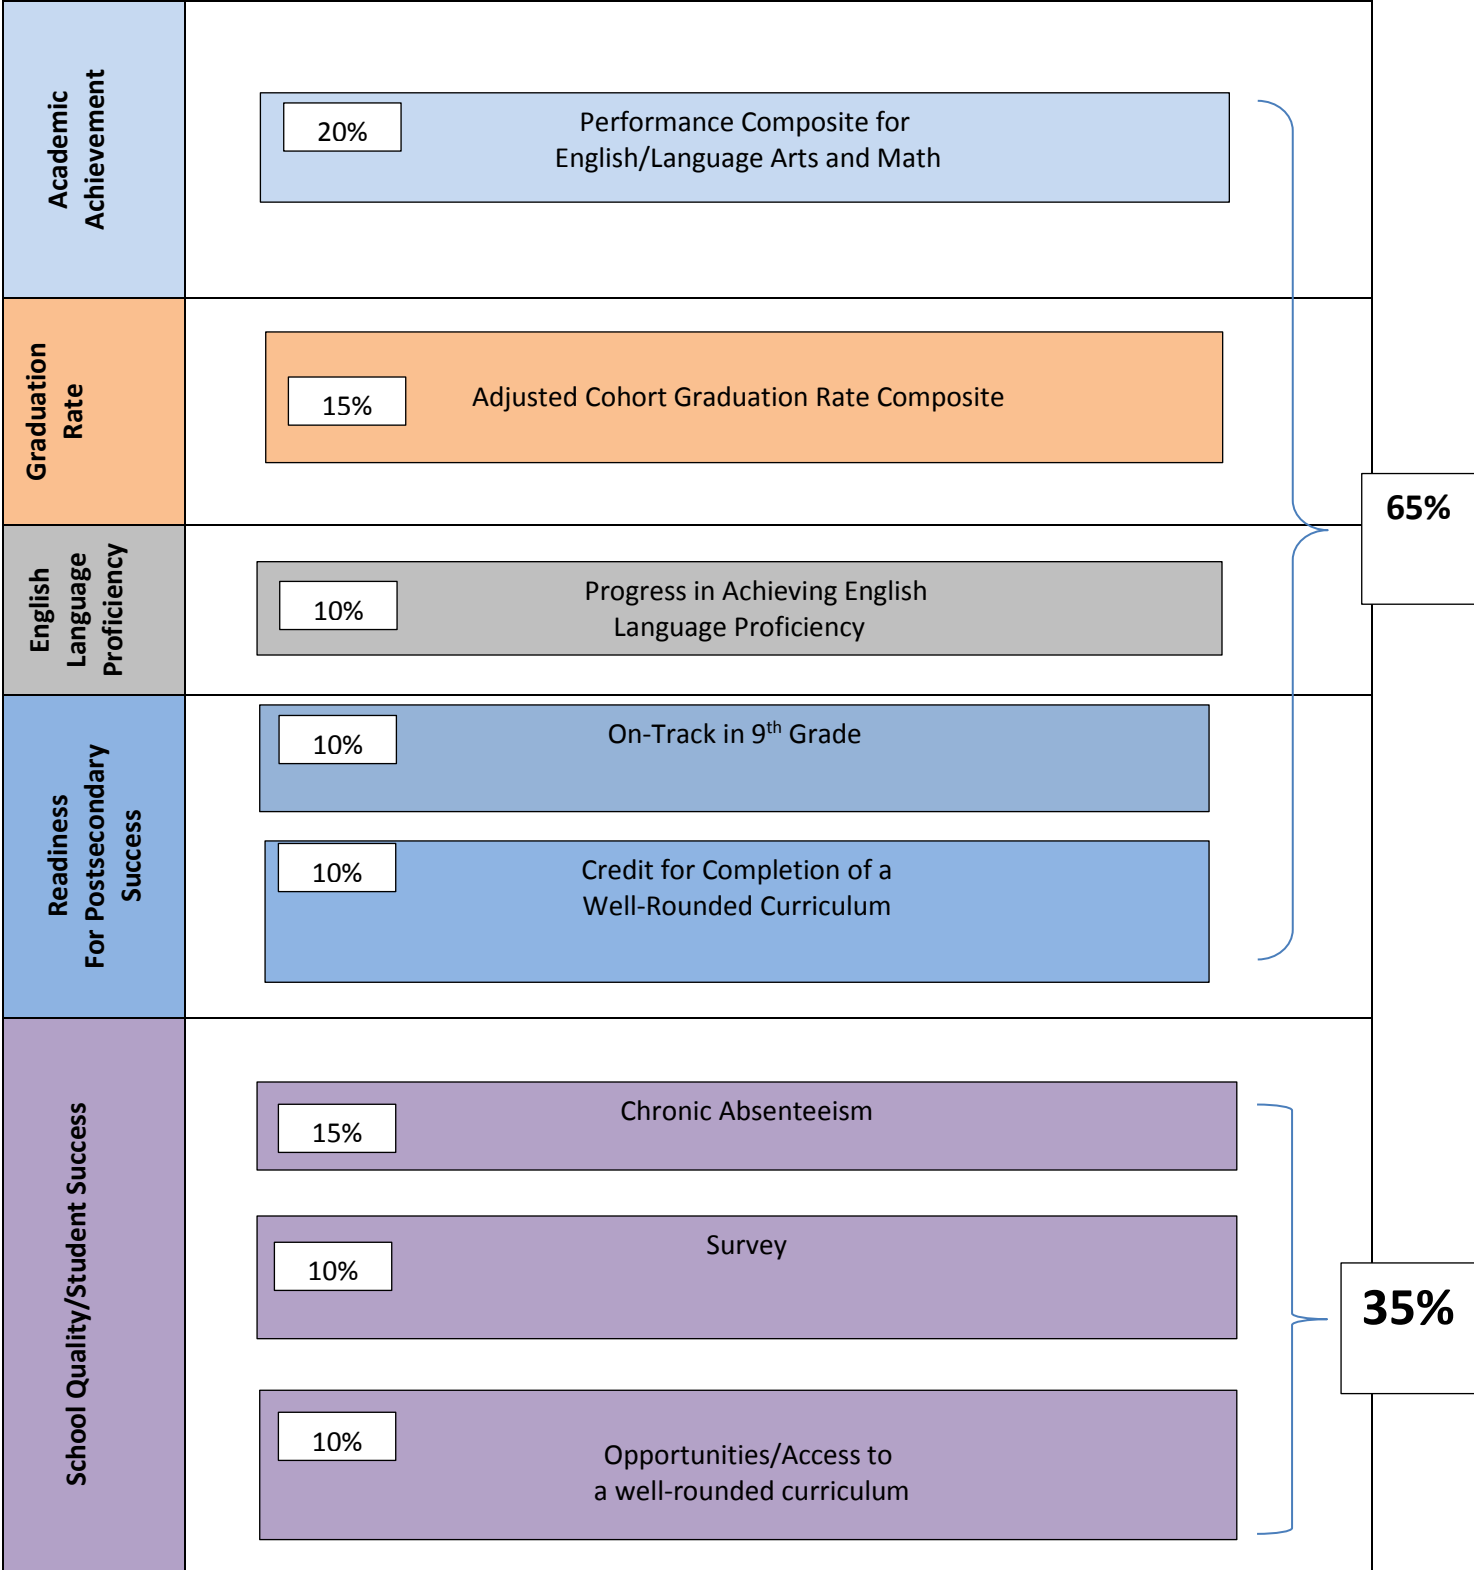 Academic
Achievement
20%
Performance Composite for
English/Language Arts and Math
Graduation
Rate
15%
Adjusted Cohort Graduation Rate Composite
65%
English
Language
Proficiency
10%
Progress in Achieving English
Language Proficiency
Readiness
For Postsecondary
Success
10%
On-Track in 9th Grade
10%
Credit for Completion of a
Well-Rounded Curriculum
School Quality/Student Success
15%
Chronic Absenteeism
10%
Survey
35%
10%
Opportunities/Access to
a well-rounded curriculum